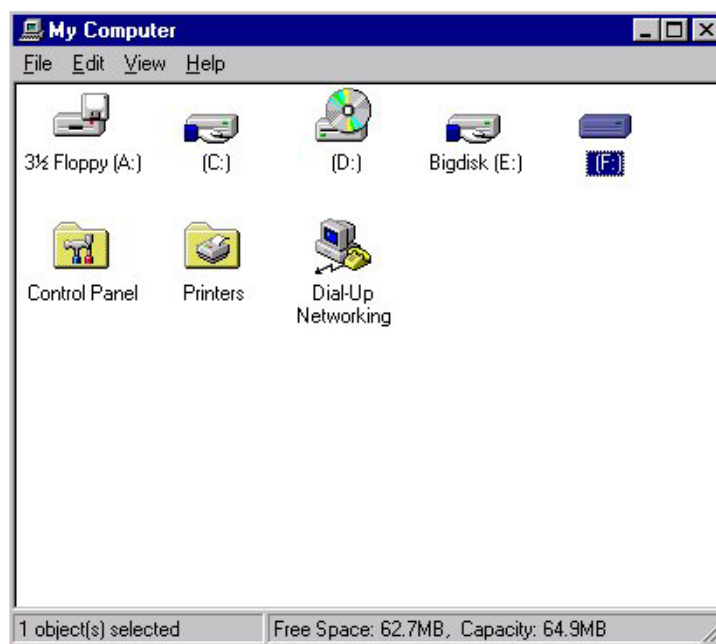 My Computer
File Edit View Help
3½ Floppy (A:) (C:) (D:) Bigdisk (E:) (F:)
Control Panel Printers Dial-Up
Networking
1 object(s) selected Free Space: 62.7MB, Capacity: 64.9MB